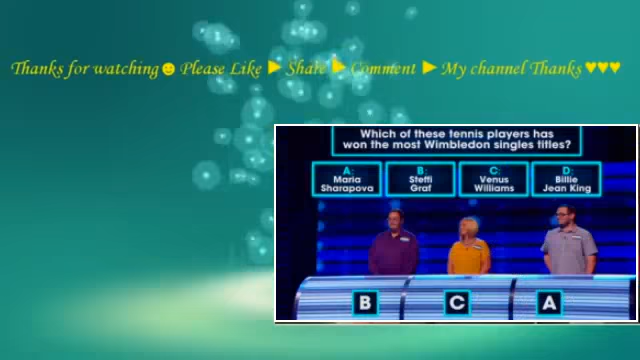 Thanks for watching☻Please Like ► Share ► Comment ► My channel Thanks ♥♥♥
Which of these tennis players has
won the most Wimbledon singles titles?
A:
Maria
Sharapova
B:
Steffi
Graf
C:
Venus
Williams
D:
Billie
Jean King
B
C
A